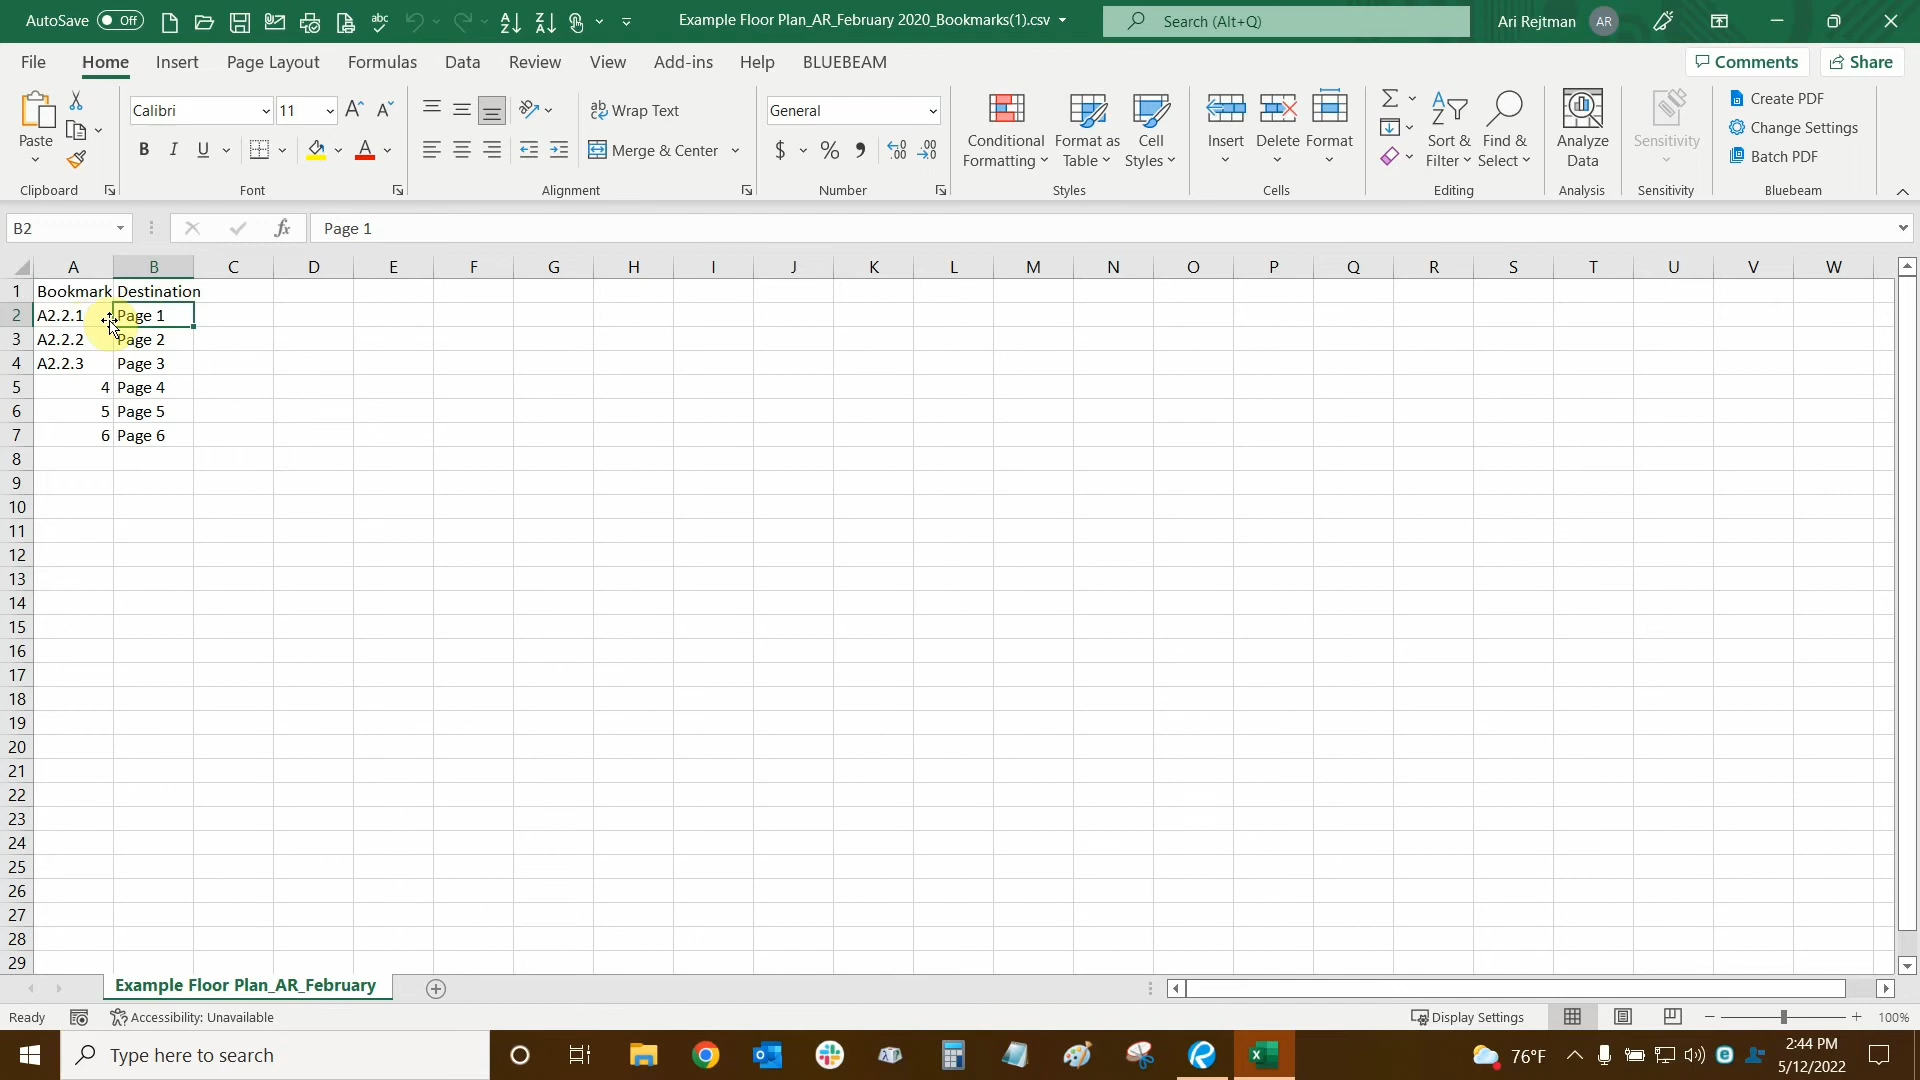 AutoSave Off Example Floor Plan_AR_February 2020_Bookmarks(1).csv Search (Alt+Q) Ari Rejtman AR
File Home Insert Page Layout Formulas Data Review View Add-ins Help BLUEBEAM Comments Share
Paste Calibri 11 Wrap Text General Conditional Formatting Format as Table Cell Styles Insert Delete Format Sort & Filter Find & Select Analyze Data Sensitivity Create PDF
Change Settings
B I U Merge & Center $ % Batch PDF
Clipboard Font Alignment Number Styles Cells Editing Analysis Sensitivity Bluebeam
B2 fx Page 1
A B C D E F G H I J K L M N O P Q R S T U V W
1 Bookmark Destination
2 A2.2.1 Page 1
3 A2.2.2 Page 2
4 A2.2.3 Page 3
5 4 Page 4
6 5 Page 5
7 6 Page 6
8
9
10
11
12
13
14
15
16
17
18
19
20
21
22
23
24
25
26
27
28
29
Example Floor Plan_AR_February
Ready Accessibility: Unavailable Display Settings 100%
Type here to search 76°F 2:44 PM
5/12/2022